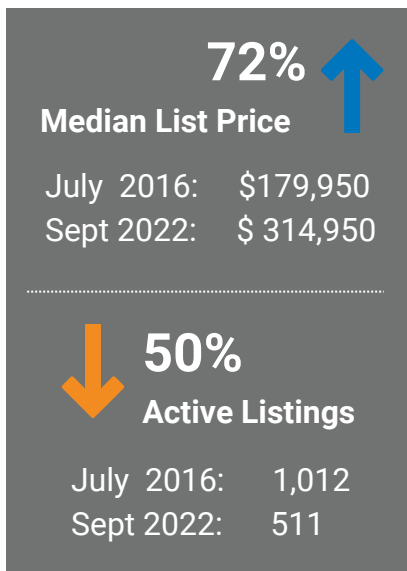 72%
Median List Price
July 2016: $179,950
Sept 2022: $ 314,950
50%
Active Listings
July 2016: 1,012
Sept 2022: 511